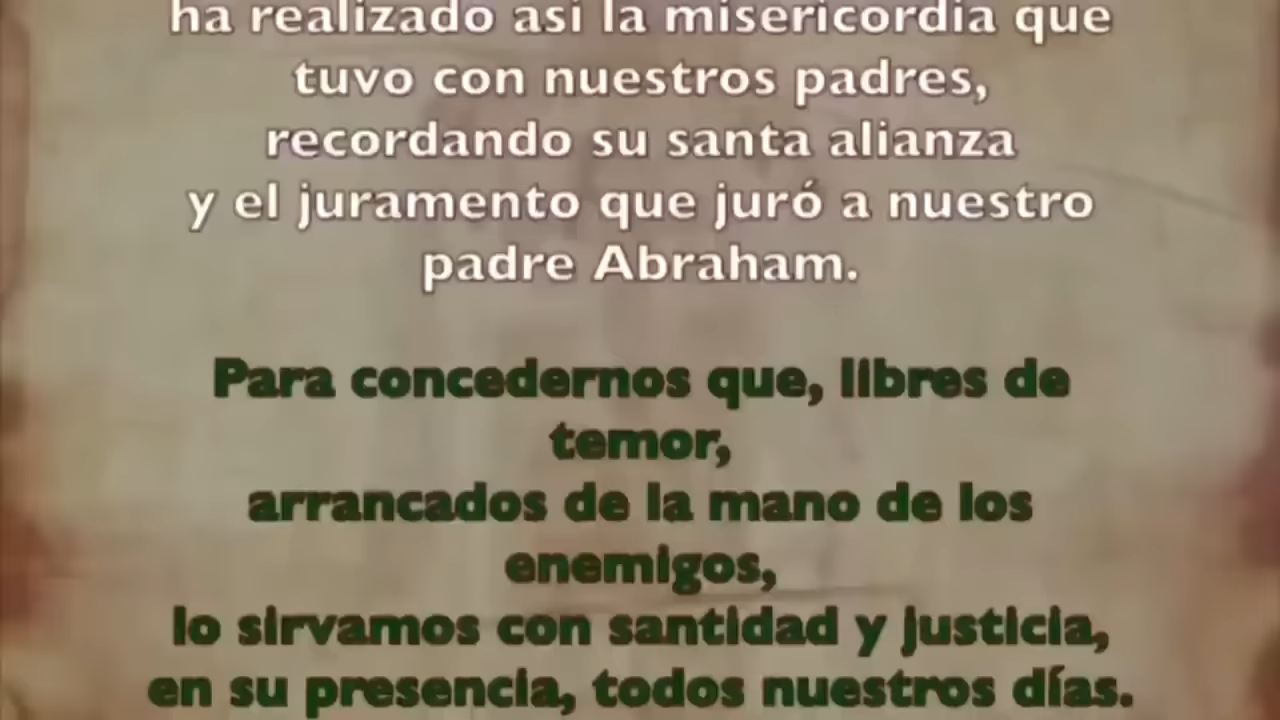 ha realizado así la misericordia que
tuvo con nuestros padres,
recordando su santa alianza
y el juramento que juró a nuestro
padre Abraham.
Para concedernos que, libres de
temor,
arrancados de la mano de los
enemigos,
lo sirvamos con santidad y justicia,
en su presencia, todos nuestros días.